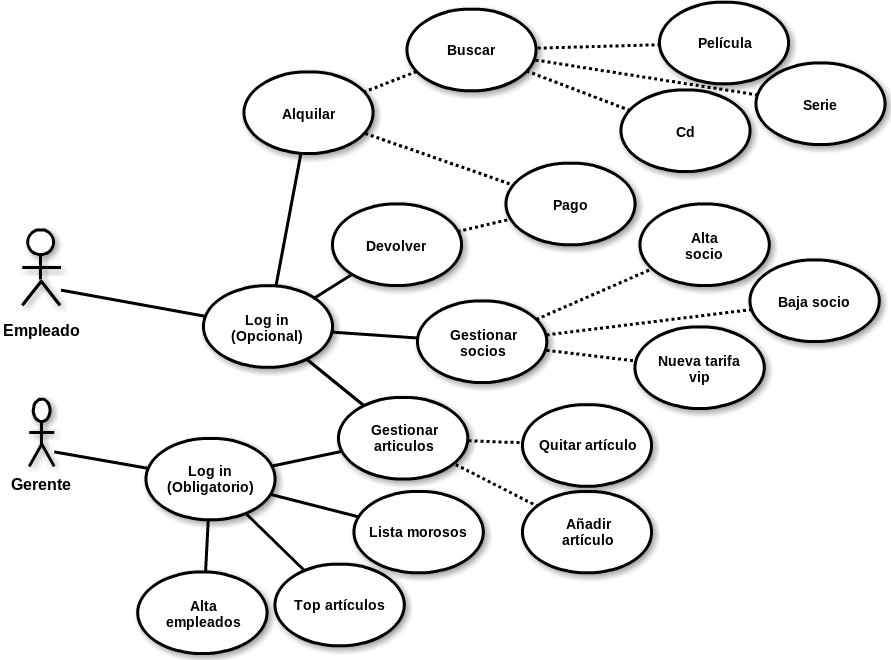 Buscar
Película
Serie
Cd
Alquilar
Pago
Devolver
Alta
socio
Baja socio
Empleado
Log in
(Opcional)
Gestionar
socios
Nueva tarifa
vip
Gestionar
articulos
Quitar artículo
Gerente
Log in
(Obligatorio)
Lista morosos
Añadir
artículo
Alta
empleados
Top artículos